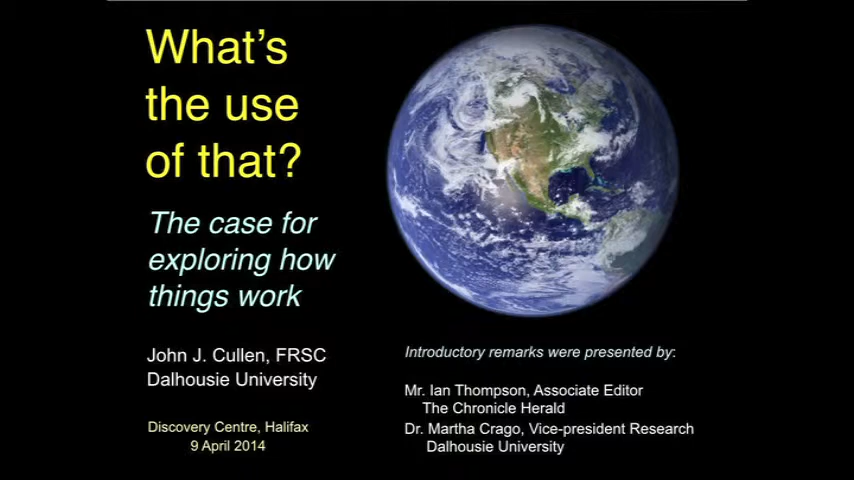 What's
the use
of that?
The case for
exploring how
things work
John J. Cullen, FRSC
Dalhousie University
Discovery Centre, Halifax
9 April 2014
Introductory remarks were presented by:
Mr. Ian Thompson, Associate Editor
The Chronicle Herald
Dr. Martha Crago, Vice-president Research
Dalhousie University